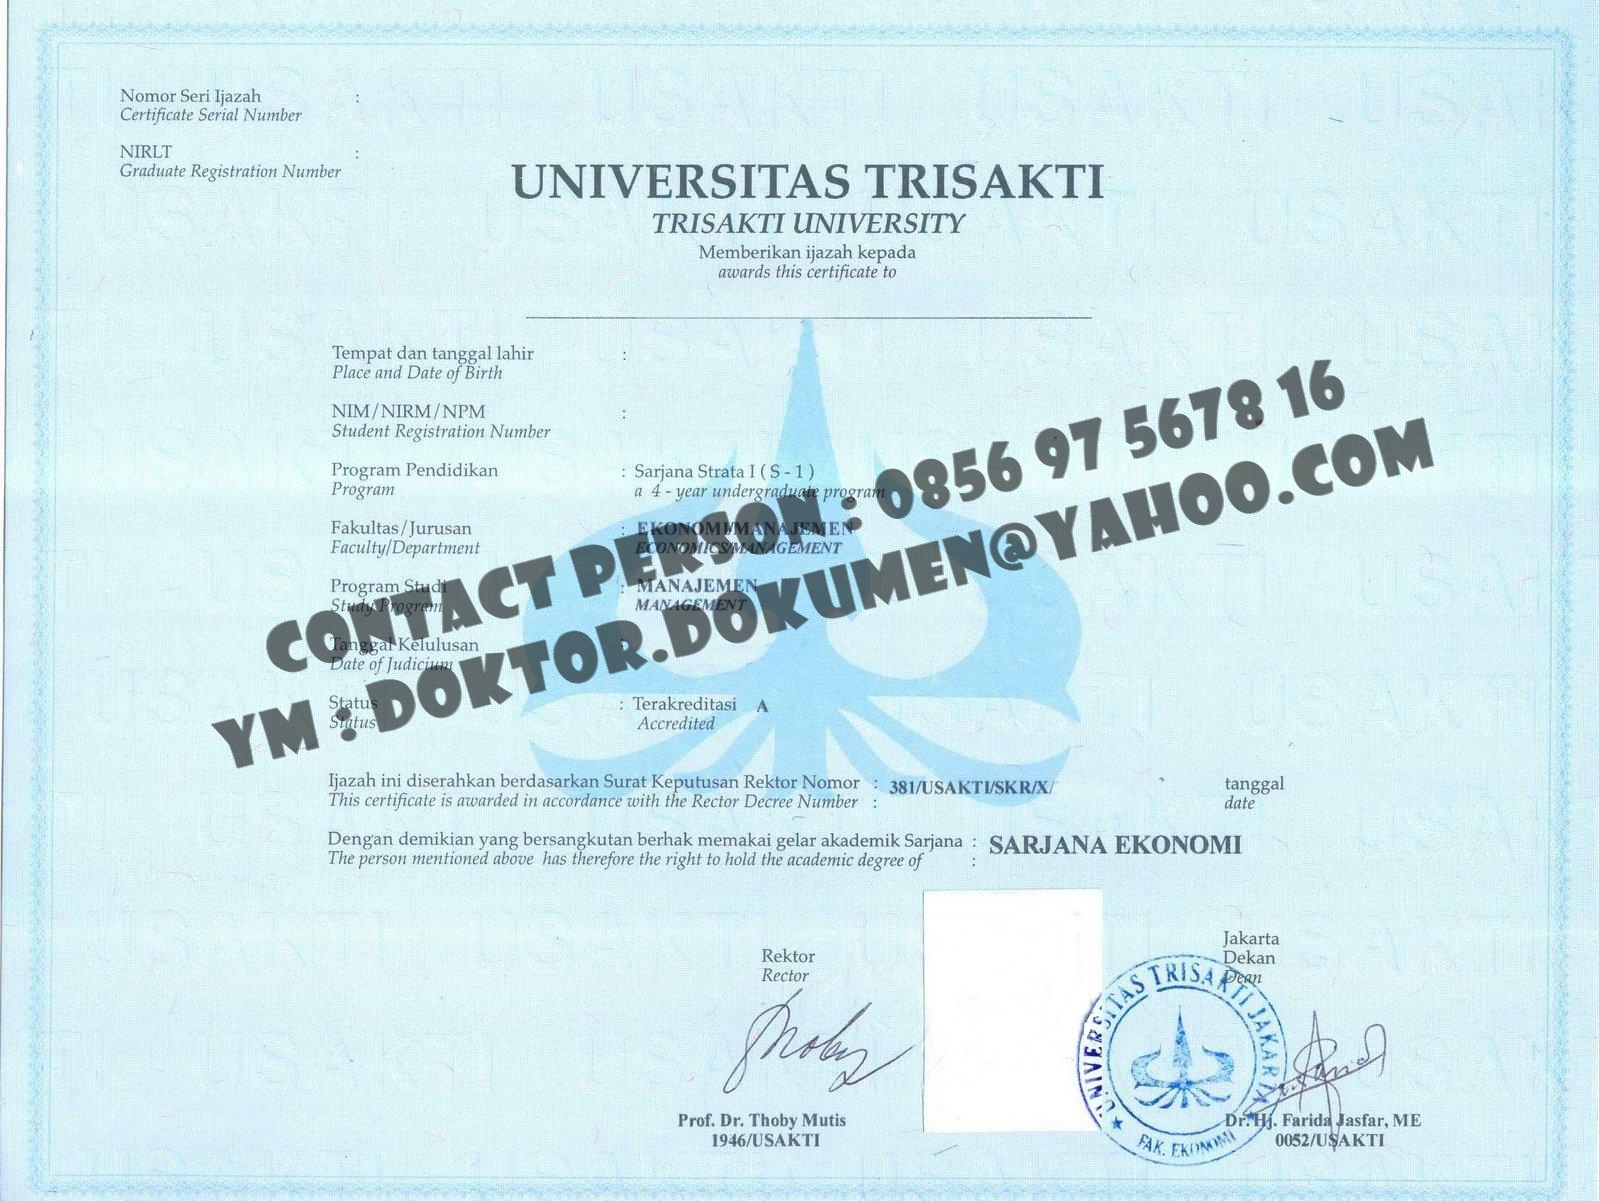 Nomor Seri Ijazah :
Certificate Serial Number
NIRLT :
Graduate Registration Number
UNIVERSITAS TRISAKTI
TRISAKTI UNIVERSITY
Memberikan ijazah kepada
awards this certificate to
Tempat dan tanggal lahir :
Place and Date of Birth
NIM/NIRM/NPM :
Student Registration Number
Program Pendidikan : Sarjana Strata I ( S - 1 )
Program a 4 - year undergraduate program
Fakultas/Jurusan : EKONOMI/MANAJEMEN
Faculty/Department ECONOMICS/MANAGEMENT
Program Studi : MANAJEMEN
Study Program MANAGEMENT
Tanggal Kelulusan
Date of Judicium
Status : Terakreditasi A
Status Accredited
CONTACT PERSON : 0856 97 5678 16
YM : DOKTOR.DOKUMEN@YAHOO.COM
Ijazah ini diserahkan berdasarkan Surat Keputusan Rektor Nomor : 381/USAKTI/SKR/X/ tanggal
This certificate is awarded in accordance with the Rector Decree Number : date
Dengan demikian yang bersangkutan berhak memakai gelar akademik Sarjana : SARJANA EKONOMI
The person mentioned above has therefore the right to hold the academic degree of :
Jakarta
Rektor Dekan
Rector Dean
UNIVERSITAS TRISAKTI JAKARTA
FAK. EKONOMI
Prof. Dr. Thoby Mutis Dr. Hj. Farida Jasfar, ME
1946/USAKTI 0052/USAKTI